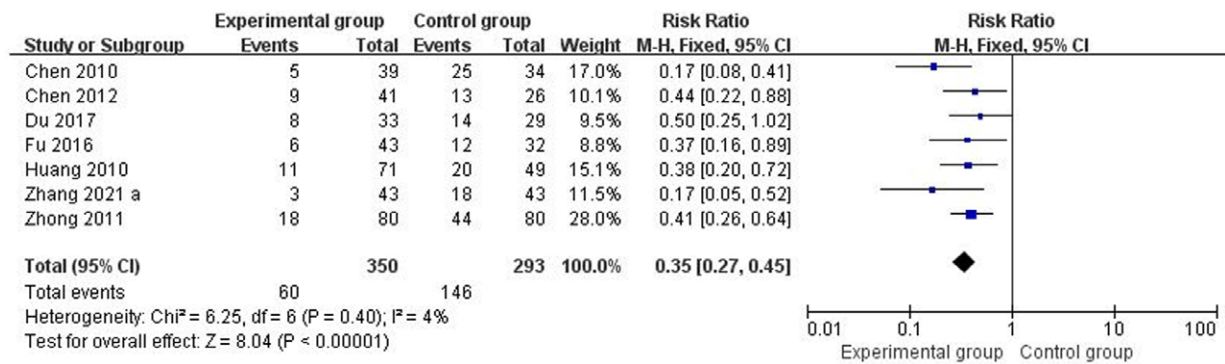 Experimental group Control group Risk Ratio Risk Ratio
Study or Subgroup Events Total Events Total Weight M-H, Fixed, 95% CI M-H, Fixed, 95% CI
Chen 2010 5 39 25 34 17.0% 0.17 [0.08, 0.41]
Chen 2012 9 41 13 26 10.1% 0.44 [0.22, 0.88]
Du 2017 8 33 14 29 9.5% 0.50 [0.25, 1.02]
Fu 2016 6 43 12 32 8.8% 0.37 [0.16, 0.89]
Huang 2010 11 71 20 49 15.1% 0.38 [0.20, 0.72]
Zhang 2021 a 3 43 18 43 11.5% 0.17 [0.05, 0.52]
Zhong 2011 18 80 44 80 28.0% 0.41 [0.26, 0.64]
Total (95% CI) 350 293 100.0% 0.35 [0.27, 0.45]
Total events 60 146
Heterogeneity: Chi² = 6.25, df = 6 (P = 0.40); I² = 4%
Test for overall effect: Z = 8.04 (P < 0.00001)
0.01 0.1 1 10 100
Experimental group Control group